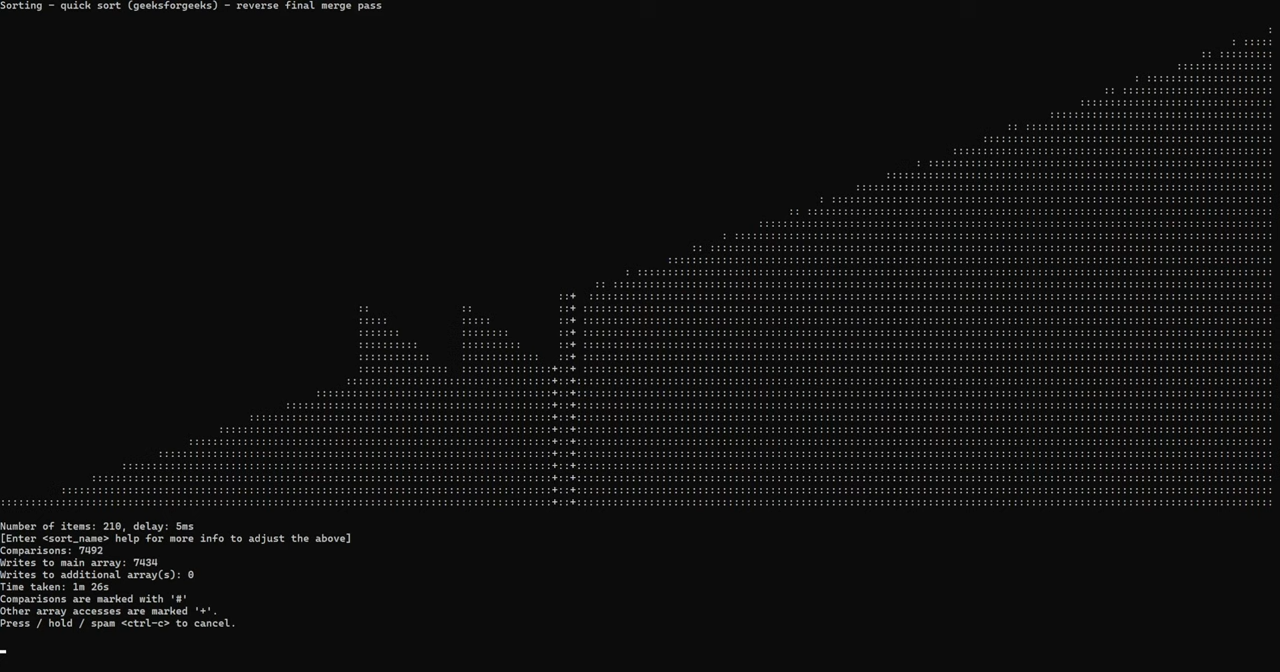 Sorting - quick sort (geeksforgeeks) - reverse final merge pass
Number of items: 210, delay: 5ms
[Enter <sort_name> help for more info to adjust the above]
Comparisons: 7492
Writes to main array: 7434
Writes to additional array(s): 0
Time taken: 1m 26s
Comparisons are marked with '#'
Other array accesses are marked '+'.
Press / hold / spam <ctrl-c> to cancel.